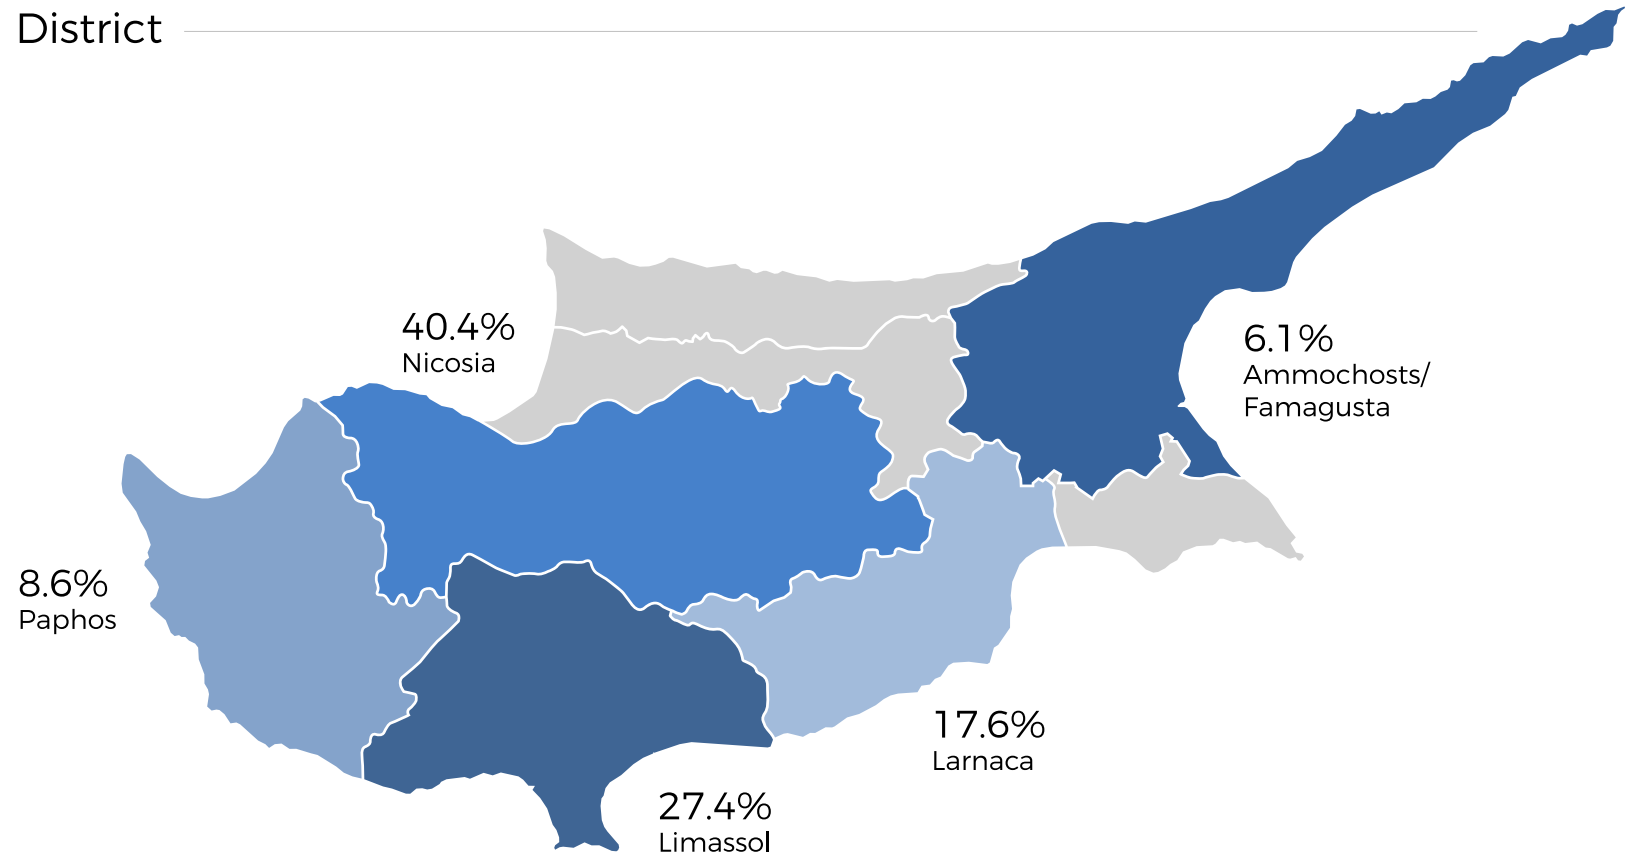 District
40.4%
Nicosia
6.1%
Ammochosts/
Famagusta
8.6%
Paphos
17.6%
Larnaca
27.4%
Limassol